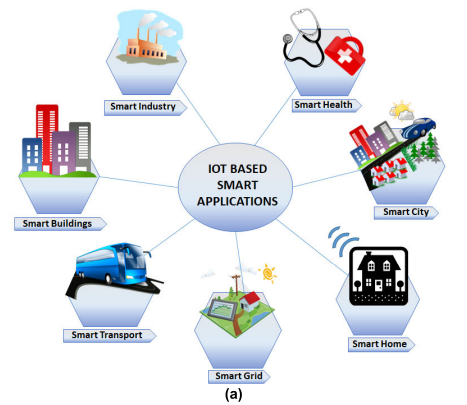 Smart Industry
Smart Health
IOT BASED
SMART
APPLICATIONS
Smart Buildings
Smart City
Smart Transport
Smart Home
Smart Grid
(a)